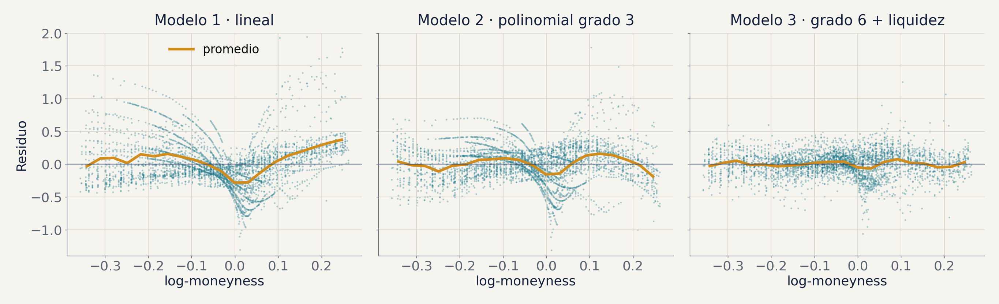 Modelo 1 · lineal
Modelo 2 · polinomial grado 3
Modelo 3 · grado 6 + liquidez
promedio
Residuo
2.0
1.5
1.0
0.5
0.0
−0.5
−1.0
−0.3 −0.2 −0.1 0.0 0.1 0.2
−0.3 −0.2 −0.1 0.0 0.1 0.2
−0.3 −0.2 −0.1 0.0 0.1 0.2
log-moneyness
log-moneyness
log-moneyness